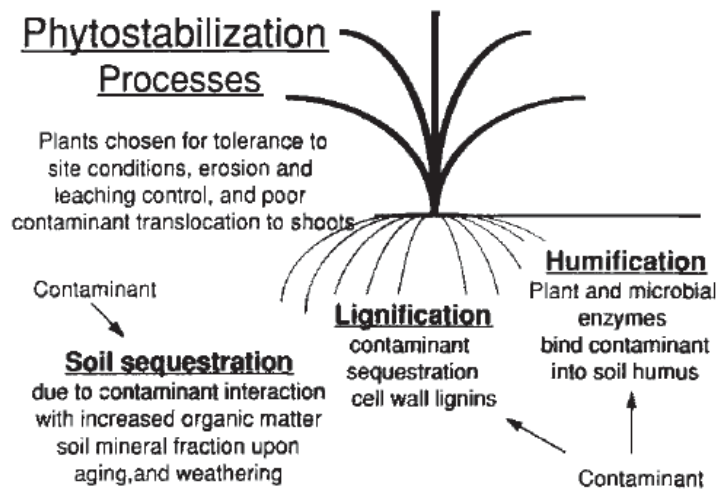 Phytostabilization
Processes
Plants chosen for tolerance to
site conditions, erosion and
leaching control, and poor
contaminant translocation to shoots
Contaminant
Soil sequestration
due to contaminant interaction
with increased organic matter
soil mineral fraction upon
aging,and weathering
Lignification
contaminant
sequestration
cell wall lignins
Humification
Plant and microbial
enzymes
bind contaminant
into soil humus
Contaminant